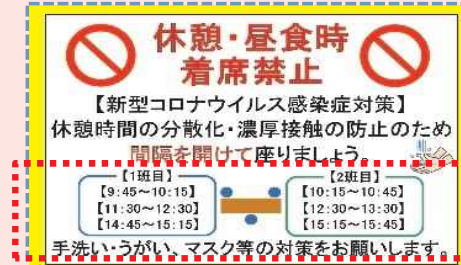 休憩・昼食時
着席禁止
【新型コロナウイルス感染症対策】
休憩時間の分散化・濃厚接触の防止のため
間隔を開けて座りましょう。
【1班目】
【9:45～10:15】
【11:30～12:30】
【14:45～15:15】
【2班目】
【10:15～10:45】
【12:30～13:30】
【15:15～15:45】
手洗い・うがい、マスク等の対策をお願いします。